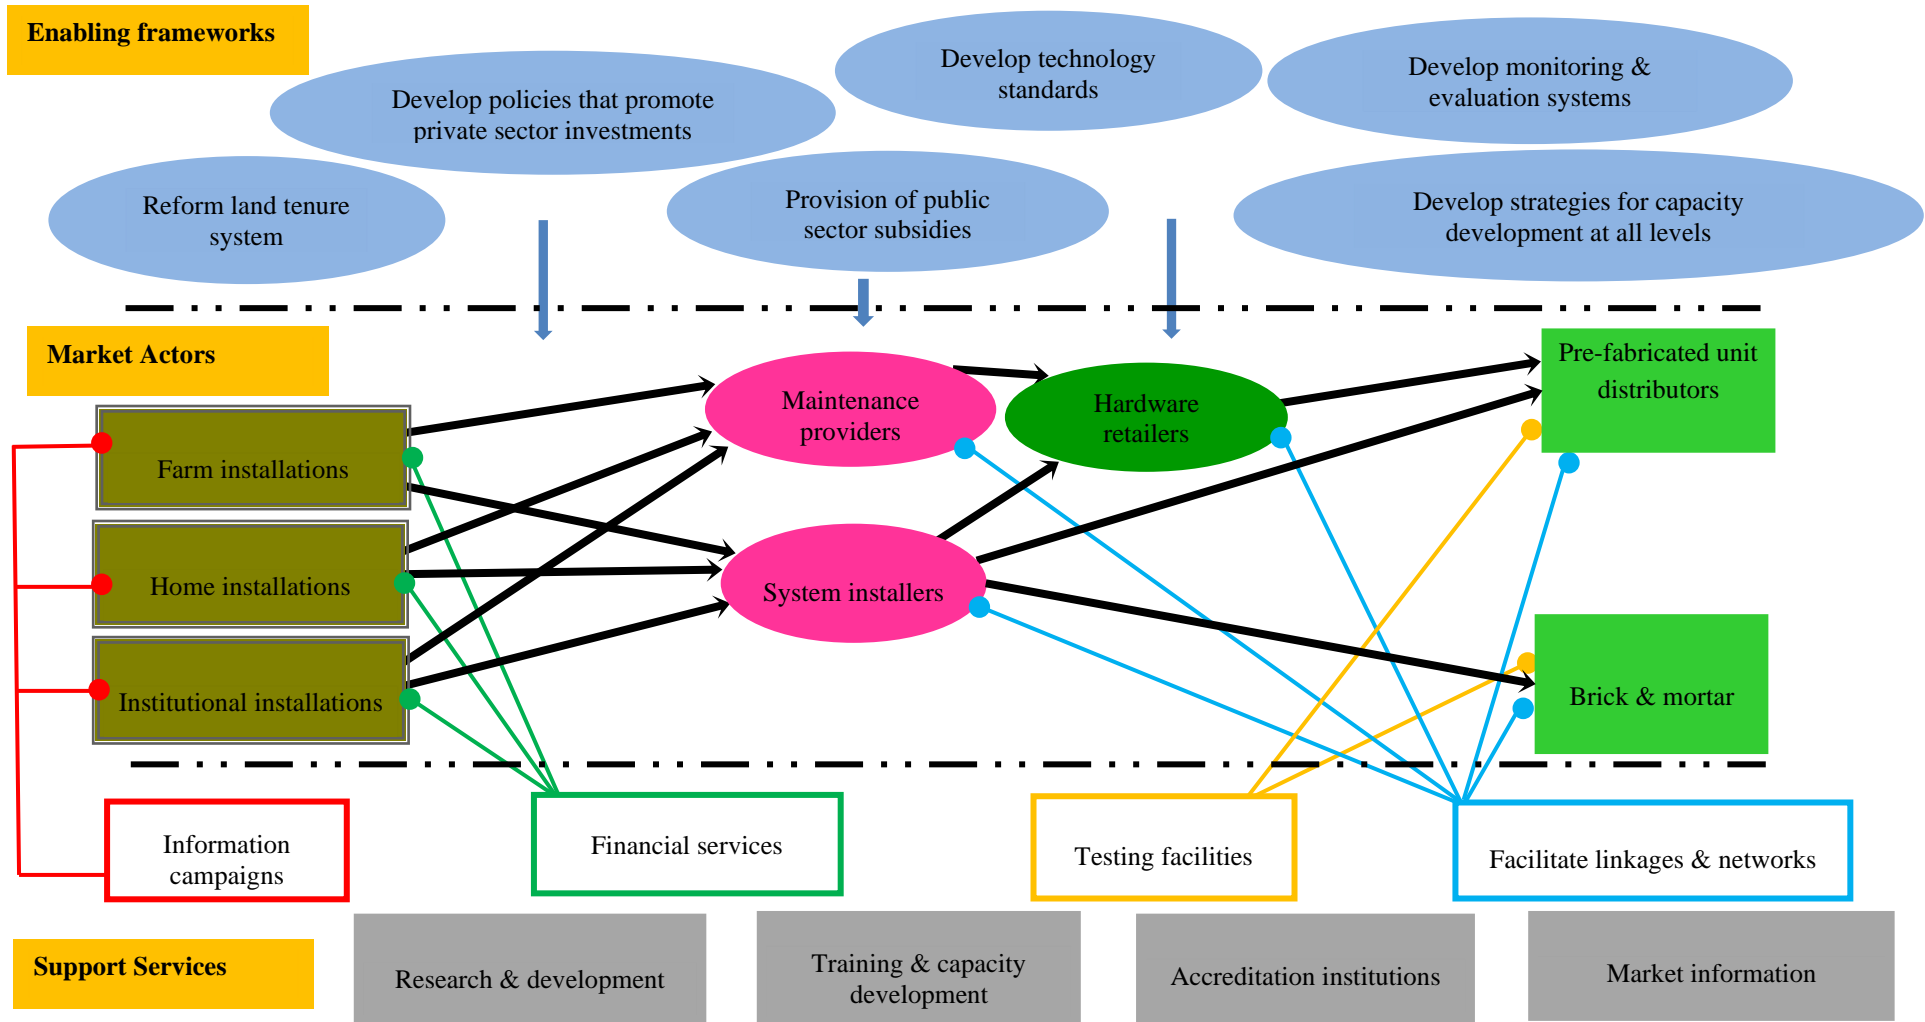 Enabling frameworks
Develop policies that promote
private sector investments
Develop technology
standards
Develop monitoring &
evaluation systems
Reform land tenure
system
Provision of public
sector subsidies
Develop strategies for capacity
development at all levels
Market Actors
Farm installations
Home installations
Institutional installations
Maintenance
providers
System installers
Hardware
retailers
Pre-fabricated unit
distributors
Brick & mortar
Information
campaigns
Financial services
Testing facilities
Facilitate linkages & networks
Support Services
Research & development
Training & capacity
development
Accreditation institutions
Market information